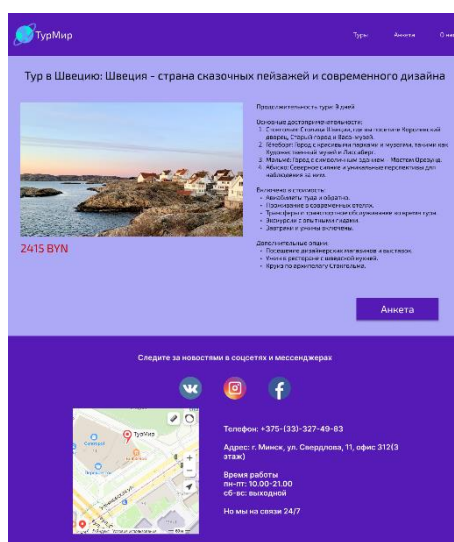 ТурМир
Туры
Анкета
О нас
Тур в Швецию: Швеция - страна сказочных пейзажей и современного дизайна
Продолжительность тура: 8 дней
Основные достопримечательности:
1. Стокгольм: Столица Швеции, где вы посетите Королевский
дворец, Старый город и Васа-музей.
2. Гётеборг: Город с красивыми парками и музеями, такими как
Художественный музей и Лисеберг.
3. Мальмё: Город с символичным зданием - Мостом Оресунд.
4. Абиско: Северное сияние и уникальные перспективы для
наблюдения за ним.
Включено в стоимость:
- Авиабилеты туда и обратно.
- Проживание в современных отелях.
- Трансферы и транспортное обслуживание во время тура.
- Экскурсии с опытными гидами.
- Завтраки и ужины включены.
Дополнительные опции:
- Посещение дизайнерских магазинов и выставок.
- Ужин в ресторане с шведской кухней.
- Круиз по архипелагу Стокгольма.
2415 BYN
Анкета
Следите за новостями в соцсетях и мессенджерах
ТурМир
Телефон: +375-(33)-327-49-83
Адрес: г. Минск, ул. Свердлова, 11, офис 312(3
этаж)
Время работы
пн-пт: 10.00-21.00
сб-вс: выходной
Но мы на связи 24/7